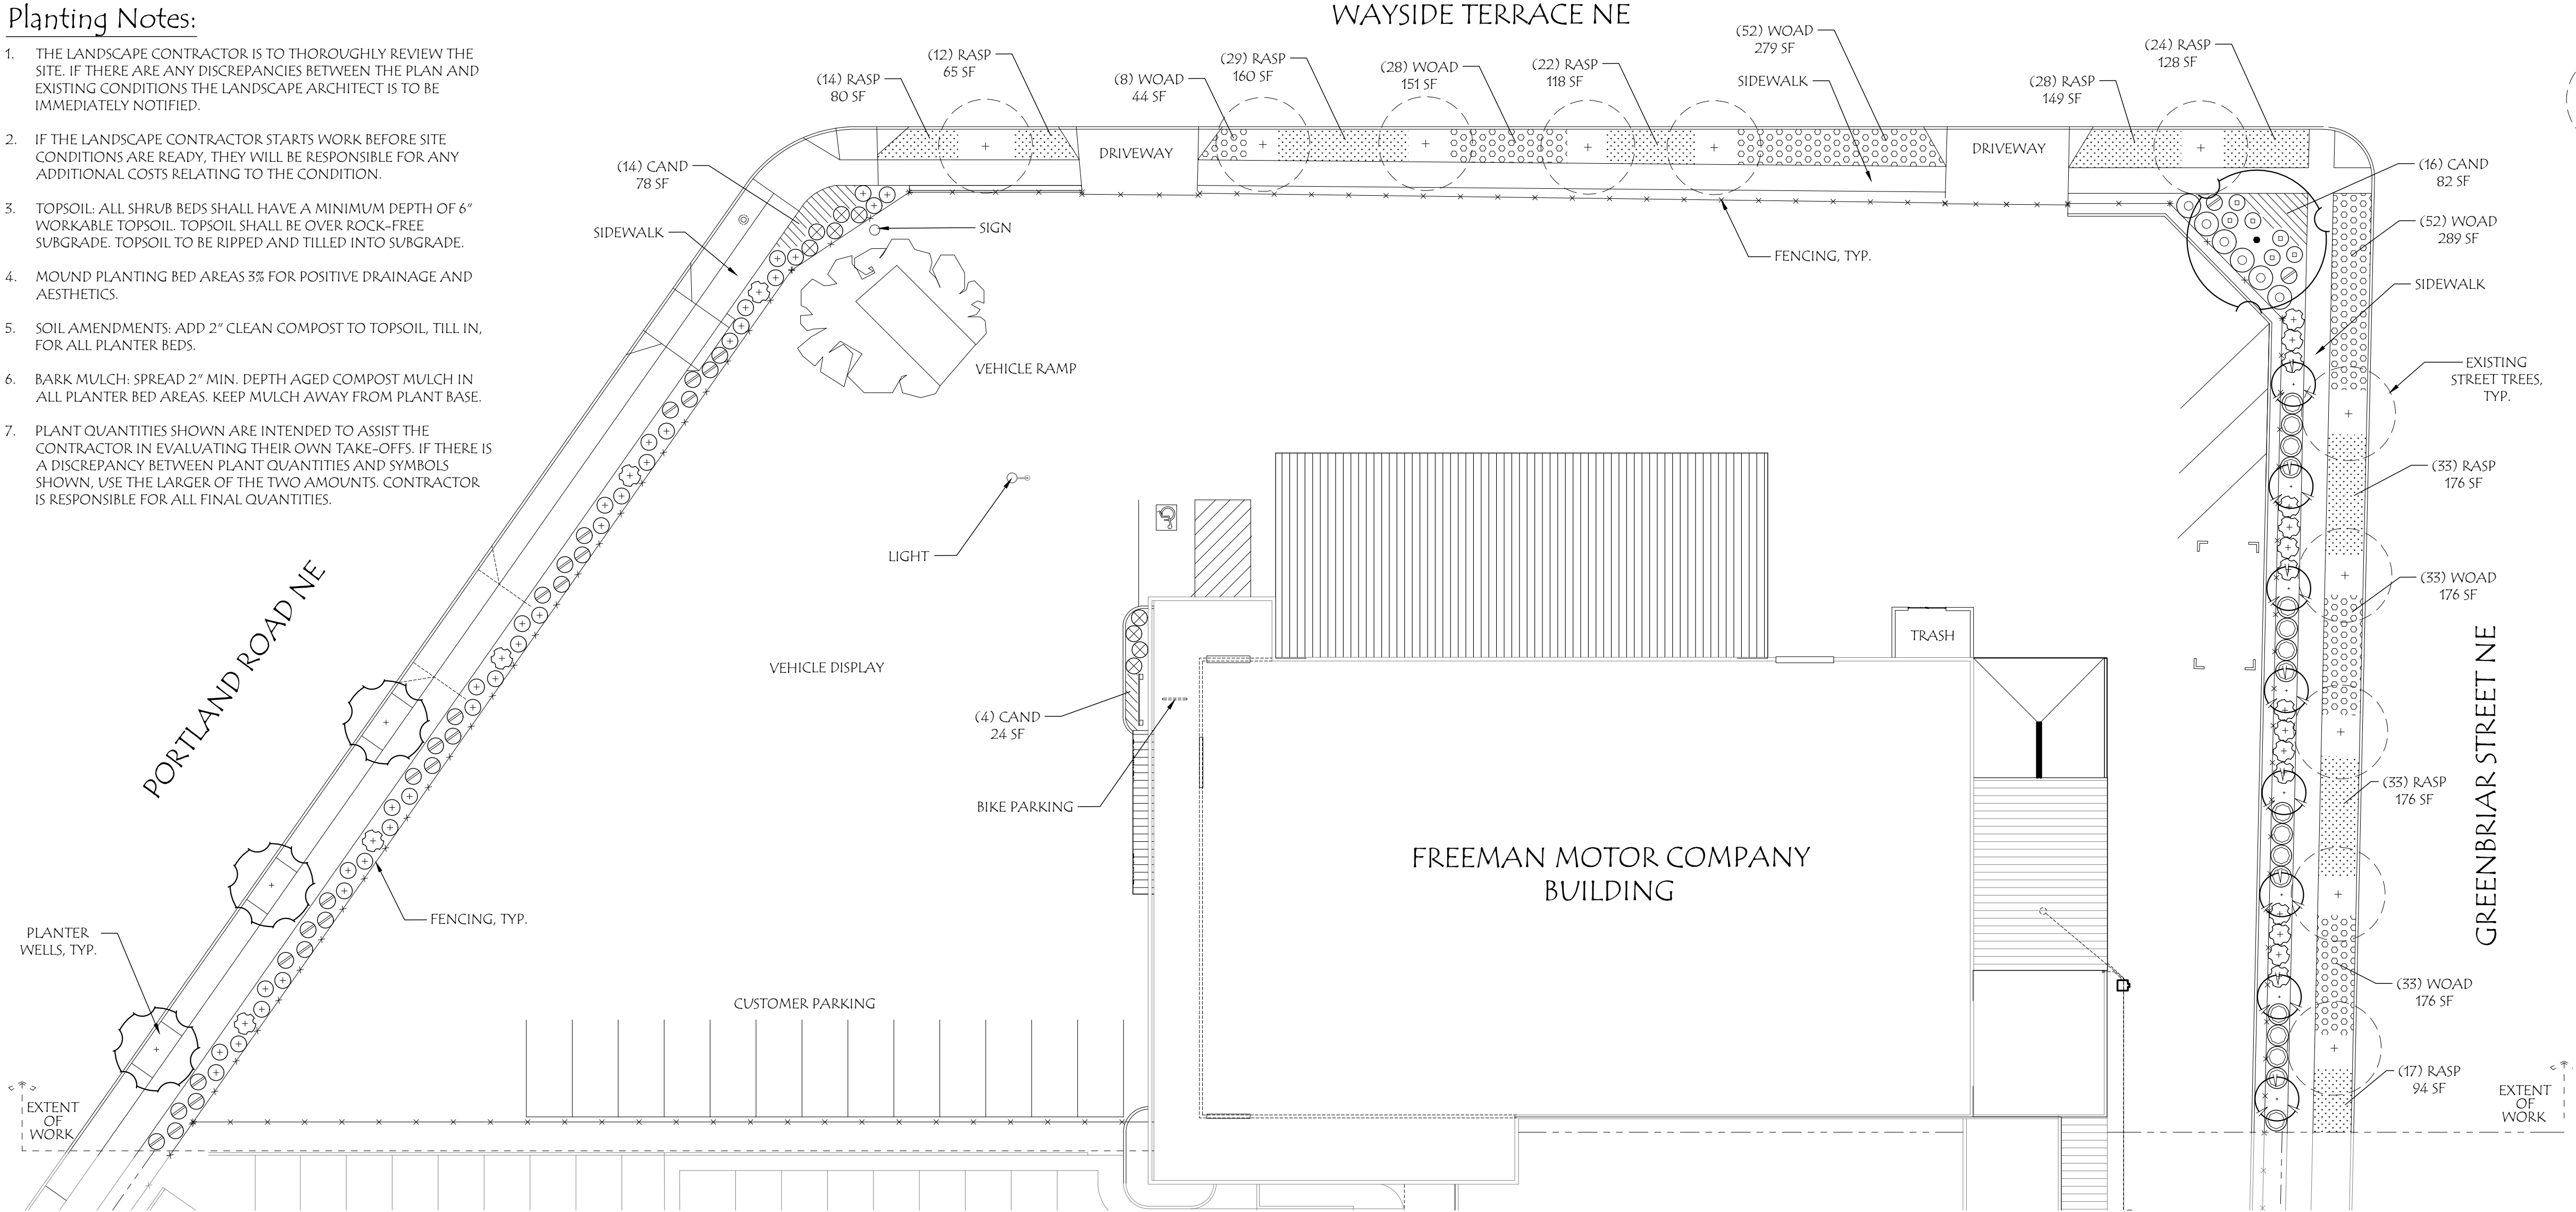 Planting Notes:
1. THE LANDSCAPE CONTRACTOR IS TO THOROUGHLY REVIEW THE
SITE. IF THERE ARE ANY DISCREPANCIES BETWEEN THE PLAN AND
EXISTING CONDITIONS THE LANDSCAPE ARCHITECT IS TO BE
IMMEDIATELY NOTIFIED.
2. IF THE LANDSCAPE CONTRACTOR STARTS WORK BEFORE SITE
CONDITIONS ARE READY, THEY WILL BE RESPONSIBLE FOR ANY
ADDITIONAL COSTS RELATING TO THE CONDITION.
3. TOPSOIL: ALL SHRUB BEDS SHALL HAVE A MINIMUM DEPTH OF 6"
WORKABLE TOPSOIL. TOPSOIL SHALL BE OVER ROCK-FREE
SUBGRADE. TOPSOIL TO BE RIPPED AND TILLED INTO SUBGRADE.
4. MOUND PLANTING BED AREAS 3% FOR POSITIVE DRAINAGE AND
AESTHETICS.
5. SOIL AMENDMENTS: ADD 2" CLEAN COMPOST TO TOPSOIL, TILL IN,
FOR ALL PLANTER BEDS.
6. BARK MULCH: SPREAD 2" MIN. DEPTH AGED COMPOST MULCH IN
ALL PLANTER BED AREAS. KEEP MULCH AWAY FROM PLANT BASE.
7. PLANT QUANTITIES SHOWN ARE INTENDED TO ASSIST THE
CONTRACTOR IN EVALUATING THEIR OWN TAKE-OFFS. IF THERE IS
A DISCREPANCY BETWEEN PLANT QUANTITIES AND SYMBOLS
SHOWN, USE THE LARGER OF THE TWO AMOUNTS. CONTRACTOR
IS RESPONSIBLE FOR ALL FINAL QUANTITIES.
WAYSIDE TERRACE NE
(14) RASP
80 SF
(12) RASP
65 SF
(8) WOAD
44 SF
(29) RASP
160 SF
(28) WOAD
151 SF
(22) RASP
118 SF
(52) WOAD
279 SF
SIDEWALK
(28) RASP
149 SF
(24) RASP
128 SF
DRIVEWAY
DRIVEWAY
(14) CAND
78 SF
(16) CAND
82 SF
SIDEWALK
SIGN
(52) WOAD
289 SF
FENCING, TYP.
SIDEWALK
VEHICLE RAMP
EXISTING
STREET TREES,
TYP.
(33) RASP
176 SF
LIGHT
(33) WOAD
176 SF
PORTLAND ROAD NE
TRASH
VEHICLE DISPLAY
(4) CAND
24 SF
GREENBRIAR STREET NE
(33) RASP
176 SF
BIKE PARKING
FREEMAN MOTOR COMPANY
BUILDING
FENCING, TYP.
PLANTER
WELLS, TYP.
CUSTOMER PARKING
(33) WOAD
176 SF
(17) RASP
94 SF
EXTENT
OF
WORK
EXTENT
OF
WORK